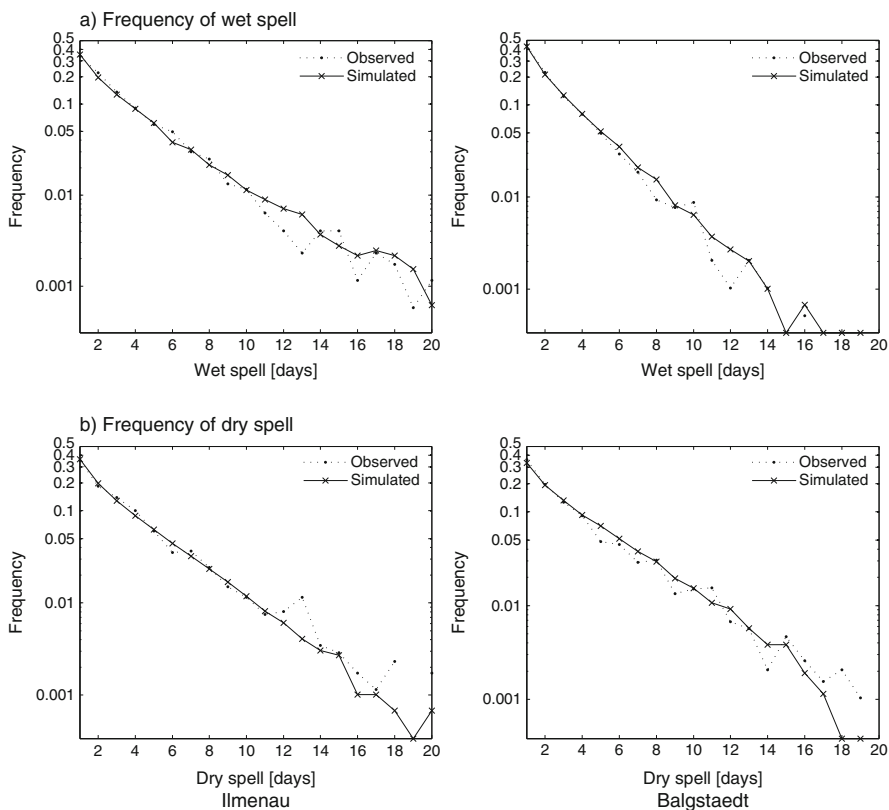 a) Frequency of wet spell
0.5
0.4
0.3
0.2
0.1
0.05
0.01
0.001
Frequency
2 4 6 8 10 12 14 16 18 20
Wet spell [days]
Observed
Simulated
0.5
0.4
0.3
0.2
0.1
0.05
0.01
0.001
Frequency
2 4 6 8 10 12 14 16 18 20
Wet spell [days]
Observed
Simulated
b) Frequency of dry spell
0.5
0.4
0.3
0.2
0.1
0.05
0.01
0.001
Frequency
2 4 6 8 10 12 14 16 18 20
Dry spell [days]
Ilmenau
Observed
Simulated
0.5
0.4
0.3
0.2
0.1
0.05
0.01
0.001
Frequency
2 4 6 8 10 12 14 16 18 20
Dry spell [days]
Balgstaedt
Observed
Simulated